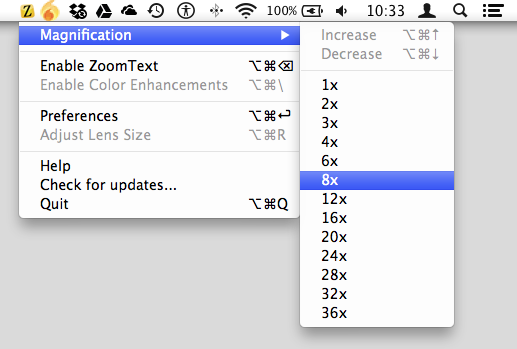 Z 100% 10:33
Magnification
Enable ZoomText ⌥⌘⌫
Enable Color Enhancements ⌥⌘\
Preferences ⌥⌘↩
Adjust Lens Size ⌥⌘R
Help
Check for updates...
Quit ⌥⌘Q
Increase ⌥⌘↑
Decrease ⌥⌘↓
1x
2x
3x
4x
6x
8x
12x
16x
20x
24x
28x
32x
36x